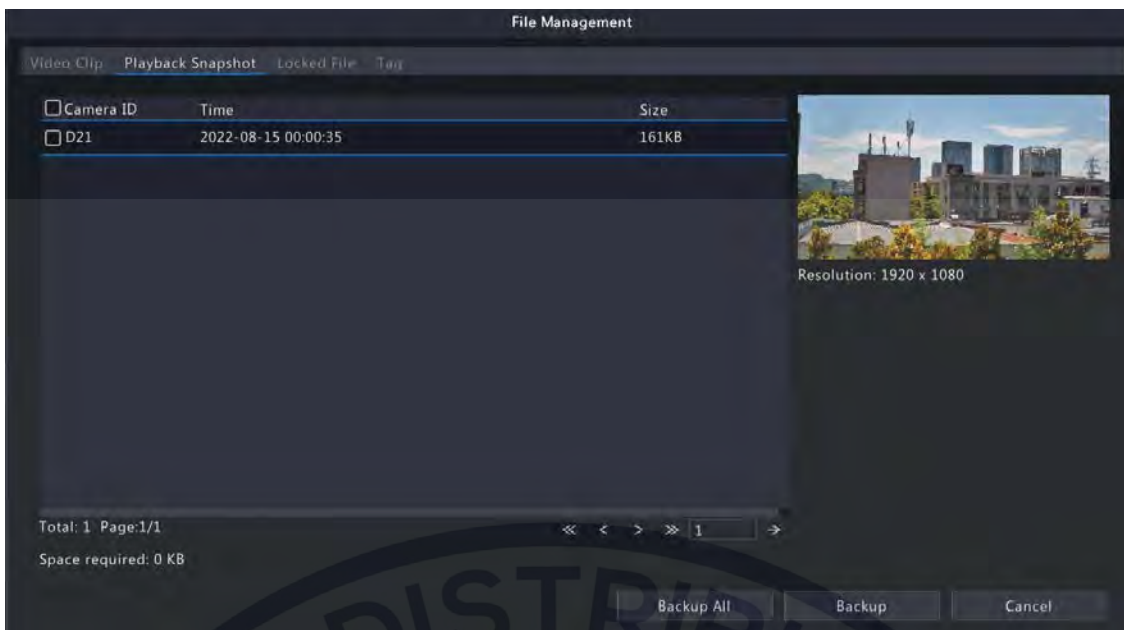 File Management
Video Clip Playback Snapshot Locked File Tag
Camera ID Time Size
D21 2022-08-15 00:00:35 161KB
Resolution: 1920 x 1080
Total: 1 Page:1/1
≪ < > ≫ 1 →
Space required: 0 KB
Backup All Backup Cancel
DISTRIB